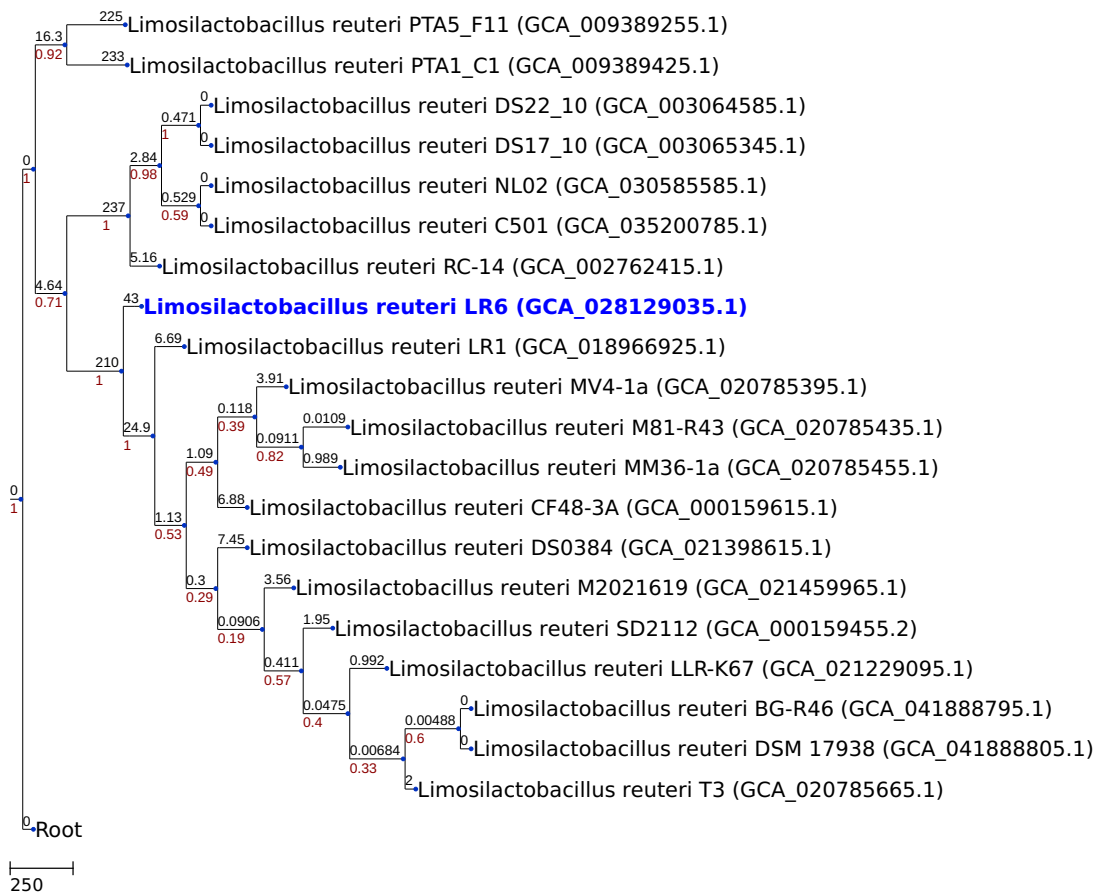 225 Limosilactobacillus reuteri PTA5_F11 (GCA_009389255.1)
16.3
0.92
233 Limosilactobacillus reuteri PTA1_C1 (GCA_009389425.1)
0 Limosilactobacillus reuteri DS22_10 (GCA_003064585.1)
0.471
1
0 Limosilactobacillus reuteri DS17_10 (GCA_003065345.1)
2.84
0.98
0
1
0 Limosilactobacillus reuteri NL02 (GCA_030585585.1)
0.529
0.59
237
1
0 Limosilactobacillus reuteri C501 (GCA_035200785.1)
5.16 Limosilactobacillus reuteri RC-14 (GCA_002762415.1)
4.64
0.71
43 Limosilactobacillus reuteri LR6 (GCA_028129035.1)
6.69 Limosilactobacillus reuteri LR1 (GCA_018966925.1)
210
1
3.91 Limosilactobacillus reuteri MV4-1a (GCA_020785395.1)
0.118
0.39
0.0109 Limosilactobacillus reuteri M81-R43 (GCA_020785435.1)
24.9
1
0.0911
0.82
1.09
0.49
0.989 Limosilactobacillus reuteri MM36-1a (GCA_020785455.1)
0
1
6.88 Limosilactobacillus reuteri CF48-3A (GCA_000159615.1)
1.13
0.53
7.45 Limosilactobacillus reuteri DS0384 (GCA_021398615.1)
0.3
0.29
3.56 Limosilactobacillus reuteri M2021619 (GCA_021459965.1)
0.0906
0.19
1.95 Limosilactobacillus reuteri SD2112 (GCA_000159455.2)
0.411
0.57
0.992 Limosilactobacillus reuteri LLR-K67 (GCA_021229095.1)
0.0475
0.4
0 Limosilactobacillus reuteri BG-R46 (GCA_041888795.1)
0.00488
0.6
0 Limosilactobacillus reuteri DSM 17938 (GCA_041888805.1)
0.00684
0.33
2 Limosilactobacillus reuteri T3 (GCA_020785665.1)
0 Root
250